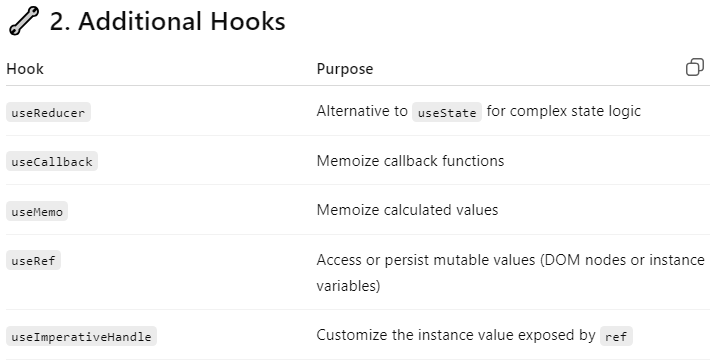 2. Additional Hooks
Hook Purpose
useReducer Alternative to useState for complex state logic
useCallback Memoize callback functions
useMemo Memoize calculated values
useRef Access or persist mutable values (DOM nodes or instance
variables)
useImperativeHandle Customize the instance value exposed by ref